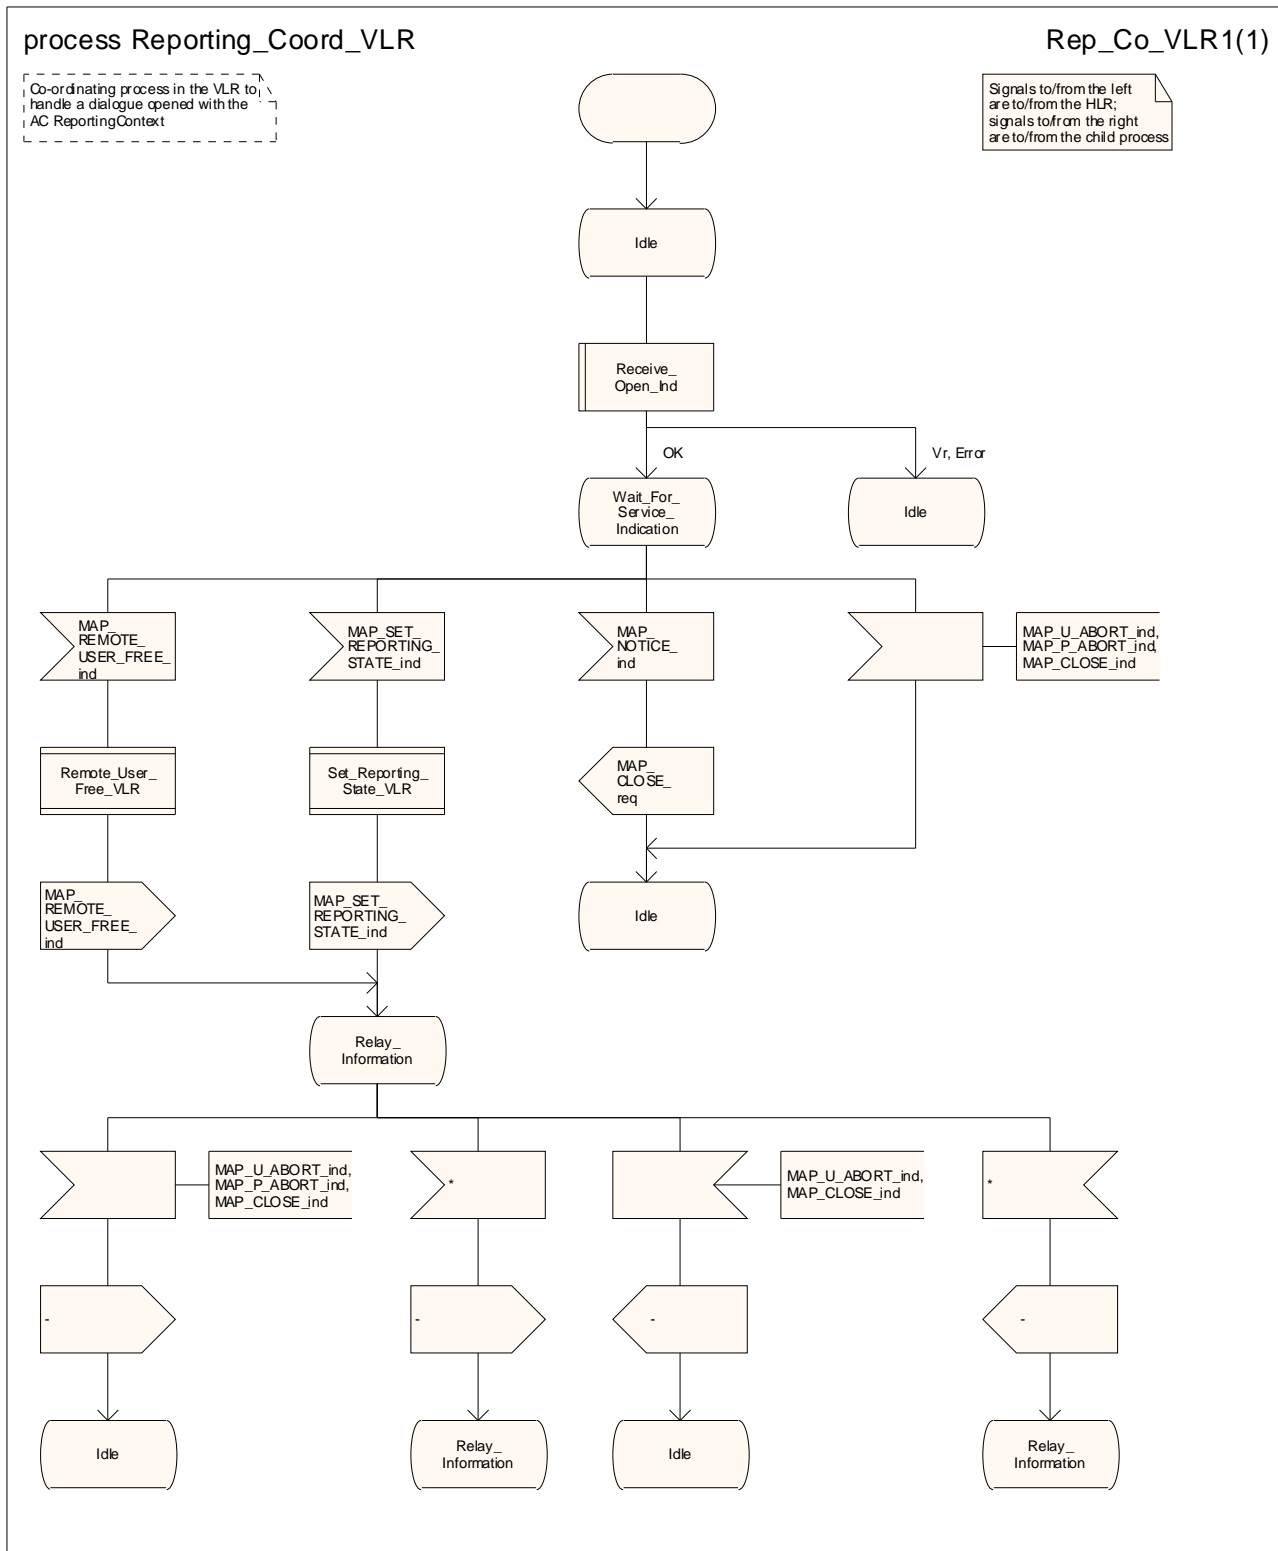 process Reporting_Coord_VLR
Rep_Co_VLR1(1)
Co-ordinating process in the VLR to
handle a dialogue opened with the
AC ReportingContext
Signals to/from the left
are to/from the HLR;
signals to/from the right
are to/from the child process
Idle
Receive_
Open_Ind
OK
Vr, Error
Wait_For_
Service_
Indication
Idle
MAP_
REMOTE_
USER_FREE_
ind
MAP_SET_
REPORTING_
STATE_ind
MAP_
NOTICE_
ind
MAP_U_ABORT_ind,
MAP_P_ABORT_ind,
MAP_CLOSE_ind
Remote_User_
Free_VLR
Set_Reporting_
State_VLR
MAP_
CLOSE_
req
MAP_
REMOTE_
USER_FREE_
ind
MAP_SET_
REPORTING_
STATE_ind
Idle
Relay_
Information
MAP_U_ABORT_ind,
MAP_P_ABORT_ind,
MAP_CLOSE_ind
*
MAP_U_ABORT_ind,
MAP_CLOSE_ind
*
-
-
-
-
Idle
Relay_
Information
Idle
Relay_
Information